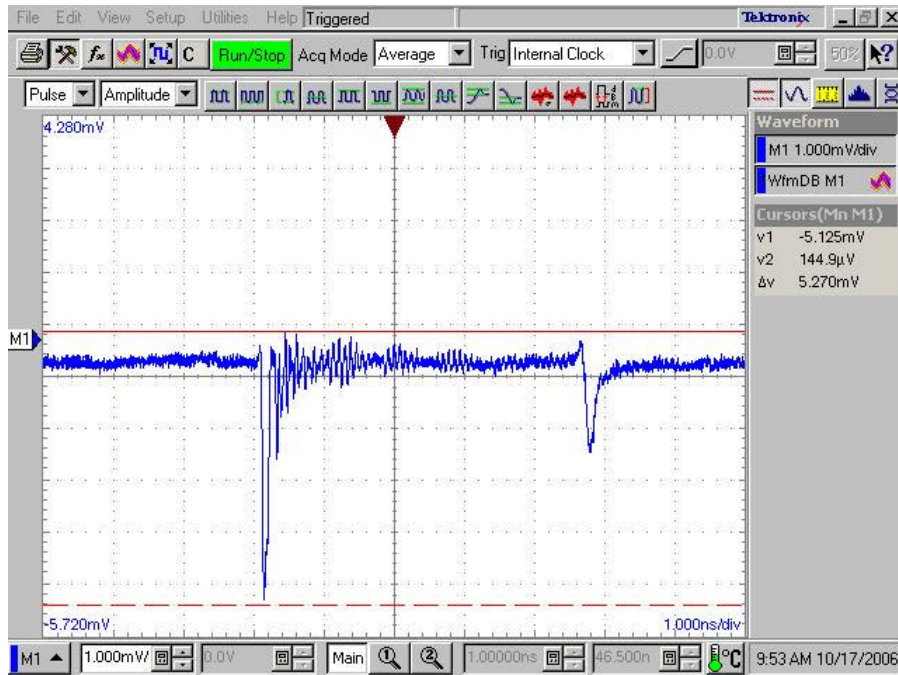 File Edit View Setup Utilities Help Triggered Tektronix
fx C Run/Stop Acq Mode Average Trig Internal Clock 0.0V 50% ?
Pulse Amplitude
4.280mV
Waveform
M1 1.000mV/div
WfmDB M1
Cursors(Mn M1)
v1 -5.125mV
v2 144.9µV
Δv 5.270mV
M1
-5.720mV 1.000ns/div
M1 1.000mV/ 0.0V Main 1 2 1.00000ns 46.500n °C 9:53 AM 10/17/2006